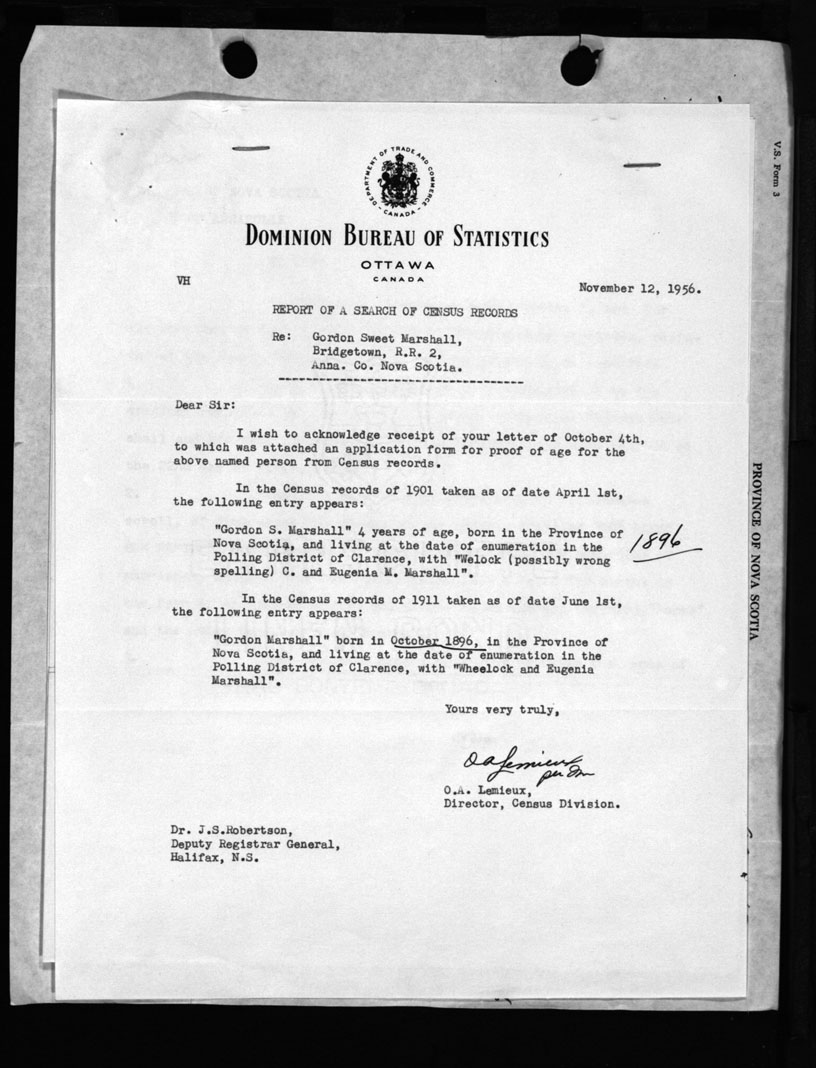 V.S. Form 3
DEPARTMENT OF TRADE AND COMMERCE
- CANADA -
DOMINION BUREAU OF STATISTICS
OTTAWA
CANADA
VH
November 12, 1956.
REPORT OF A SEARCH OF CENSUS RECORDS
Re: Gordon Sweet Marshall,
Bridgetown, R.R. 2,
Anna. Co. Nova Scotia.
Dear Sir:
I wish to acknowledge receipt of your letter of October 4th,
to which was attached an application form for proof of age for the
above named person from Census records.
In the Census records of 1901 taken as of date April 1st,
the following entry appears:
"Gordon S. Marshall" 4 years of age, born in the Province of
Nova Scotia, and living at the date of enumeration in the
Polling District of Clarence, with "Welock (possibly wrong
spelling) C. and Eugenia M. Marshall".
1896
In the Census records of 1911 taken as of date June 1st,
the following entry appears:
"Gordon Marshall" born in October 1896, in the Province of
Nova Scotia, and living at the date of enumeration in the
Polling District of Clarence, with "Wheelock and Eugenia
Marshall".
Yours very truly,
O A Lemieux
per
O.A. Lemieux,
Director, Census Division.
Dr. J.S.Robertson,
Deputy Registrar General,
Halifax, N.S.
PROVINCE OF NOVA SCOTIA